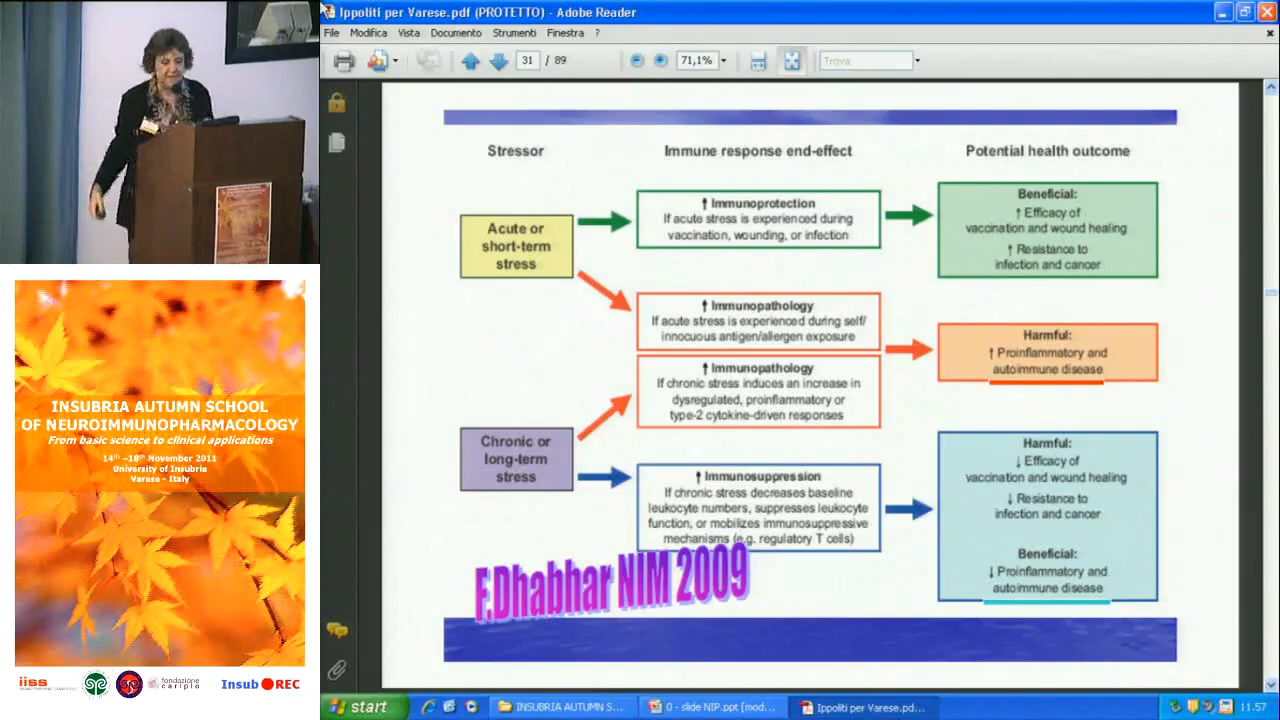 Ippoliti per Varese.pdf (PROTETTO) - Adobe Reader
File Modifica Vista Documento Strumenti Finestra ?
31 / 89 71,1% Trova
Stressor
Immune response end-effect
Potential health outcome
Acute or
short-term
stress
↑ Immunoprotection
If acute stress is experienced during
vaccination, wounding, or infection
Beneficial:
↑ Efficacy of
vaccination and wound healing
↑ Resistance to
infection and cancer
↑ Immunopathology
If acute stress is experienced during self/
innocuous antigen/allergen exposure
Harmful:
↑ Proinflammatory and
autoimmune disease
↑ Immunopathology
If chronic stress induces an increase in
dysregulated, proinflammatory or
type-2 cytokine-driven responses
Chronic or
long-term
stress
↑ Immunosuppression
If chronic stress decreases baseline
leukocyte numbers, suppresses leukocyte
function, or mobilizes immunosuppressive
mechanisms (e.g. regulatory T cells)
Harmful:
↓ Efficacy of
vaccination and wound healing
↓ Resistance to
infection and cancer
Beneficial:
↓ Proinflammatory and
autoimmune disease
F.Dhabhar NIM 2009
INSUBRIA AUTUMN SCHOOL
OF NEUROIMMUNOPHARMACOLOGY
From basic science to clinical applications
14th –18th November 2011
University of Insubria
Varese - Italy
iiss
fondazione
cariplo
InsubREC
start
INSUBRIA AUTUMN S...
0 - slide NIP.ppt [mod...
Ippoliti per Varese.pd...
11.57